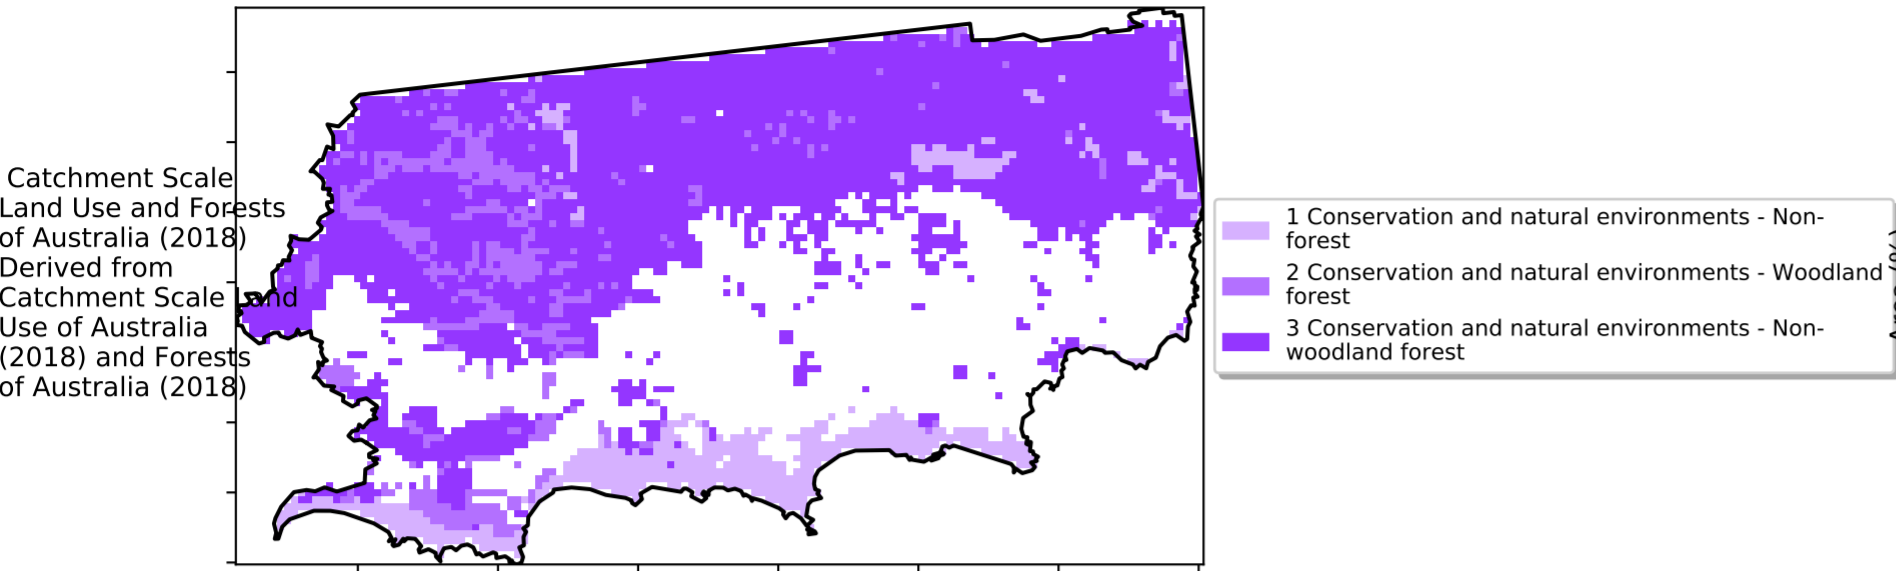 Catchment Scale
Land Use and Forests
of Australia (2018)
Derived from
Catchment Scale Land
Use of Australia
(2018) and Forests
of Australia (2018)
1 Conservation and natural environments - Non-
forest
2 Conservation and natural environments - Woodland
forest
3 Conservation and natural environments - Non-
woodland forest